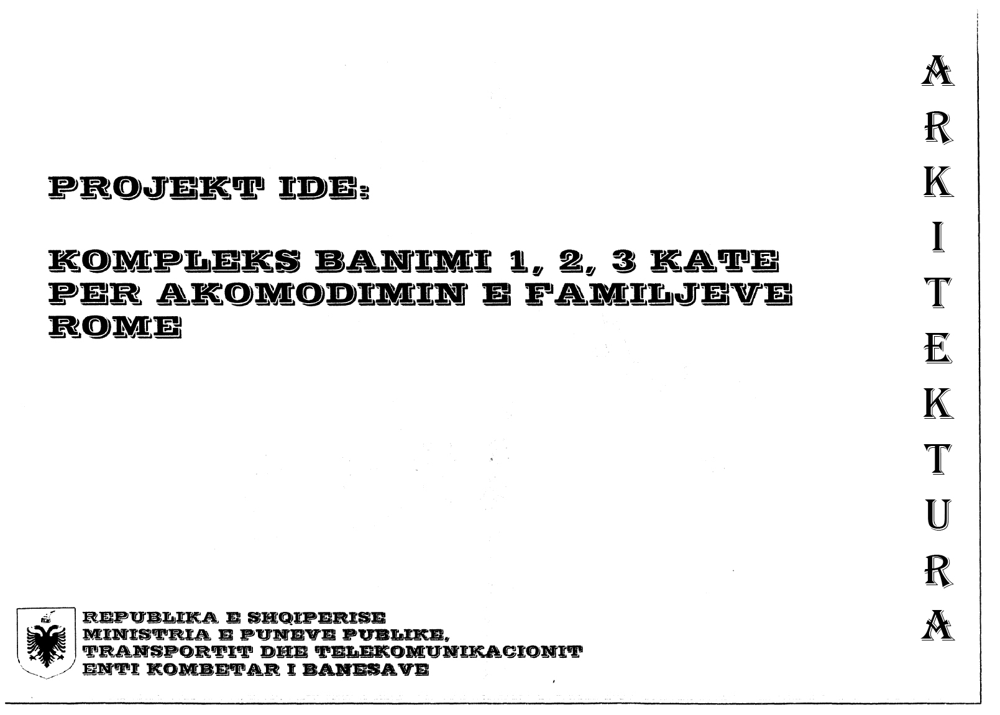 PROJEKT IDE:
KOMPLEKS BANIMI 1, 2, 3 KATE
PER AKOMODIMIN E FAMILJEVE
ROME
REPUBLIKA E SHQIPERISE
MINISTRIA E PUNEVE PUBLIKE,
TRANSPORTIT DHE TELEKOMUNIKACIONIT
ENTI KOMBETAR I BANESAVE
ARKITEKTURA